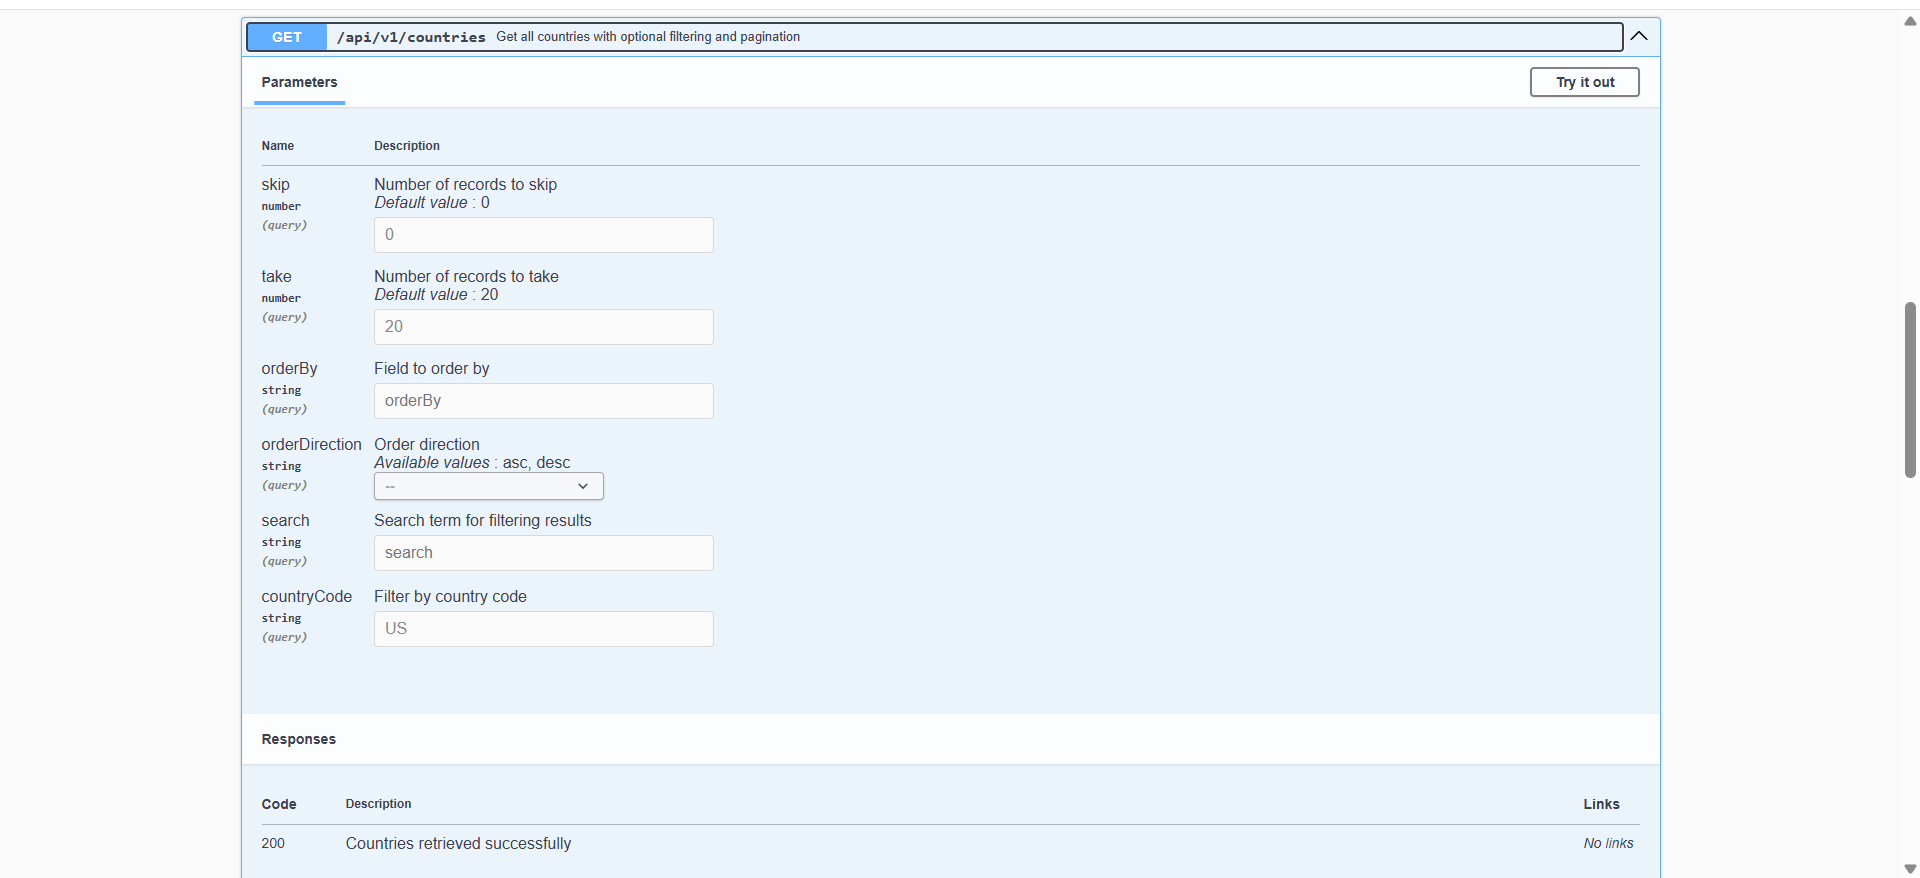 GET /api/v1/countries Get all countries with optional filtering and pagination
Parameters Try it out
Name Description
skip Number of records to skip
number Default value : 0
(query) 0
take Number of records to take
number Default value : 20
(query) 20
orderBy Field to order by
string orderBy
(query)
orderDirection Order direction
string Available values : asc, desc
(query) --
search Search term for filtering results
string search
(query)
countryCode Filter by country code
string US
(query)
Responses
Code Description Links
200 Countries retrieved successfully No links